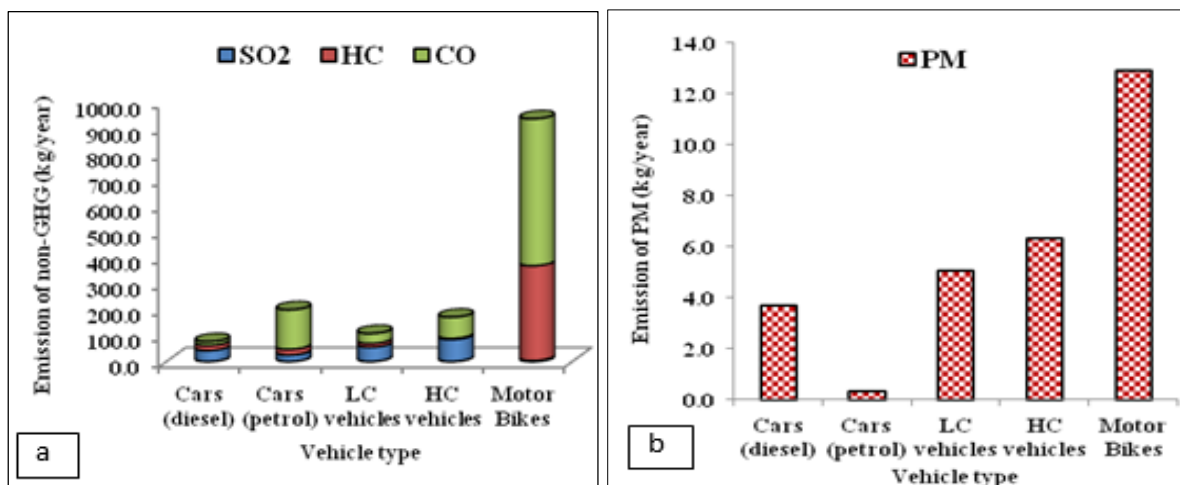 SO2 HC CO
Emission of non-GHG (kg/year)
1000.0
900.0
800.0
700.0
600.0
500.0
400.0
300.0
200.0
100.0
0.0
Cars Cars LC HC Motor
(diesel) (petrol) vehicles vehicles Bikes
Vehicle type
a
PM
Emission of PM (kg/year)
14.0
12.0
10.0
8.0
6.0
4.0
2.0
0.0
Cars Cars LC HC Motor
(diesel) (petrol) vehicles vehicles Bikes
Vehicle type
b